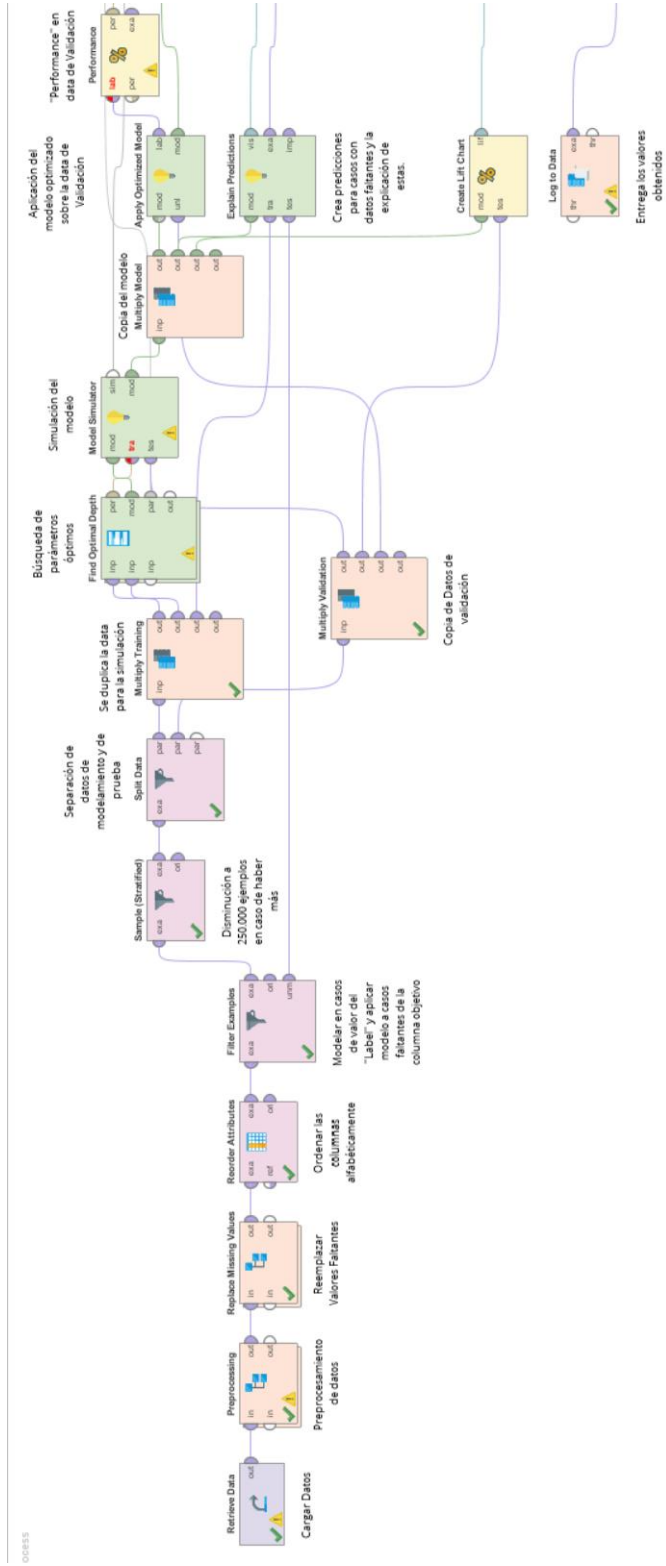 ocess
Retrieve Data
out
Cargar Datos
Preprocessing
in
out
in
out
Preprocesamiento
de datos
Replace Missing Values
in
out
in
out
Reemplazar
Valores Faltantes
Reorder Attributes
exa
exa
ref
ori
Ordenar las
columnas
alfabéticamente
Filter Examples
exa
exa
ori
unm
Modelar en casos
de valor del
"Label" y aplicar
modelo a casos
faltantes de la
columna objetivo
Sample (Stratified)
exa
exa
ori
Disminución a
250.000 ejemplos
en caso de haber
más
Separación de
datos de
modelamiento y de
prueba
Split Data
exa
par
par
par
Se duplica la data
para la simulación
Multiply Training
inp
out
out
out
out
Búsqueda de
parámetros
óptimos
Find Optimal Depth
inp
per
inp
mod
inp
par
out
Multiply Validation
inp
out
out
out
out
Copia de Datos de
validación
Simulación del
modelo
Model Simulator
mod
sim
tra
mod
tes
Copia del modelo
Multiply Model
inp
out
out
out
out
Aplicación del
modelo optimizado
sobre la data de
Validación
Apply Optimized Model
mod
lab
unl
mod
Explain Predictions
mod
vis
tra
exa
tes
imp
Crea predicciones
para casos con
datos faltantes y la
explicación de
estas.
Create Lift Chart
mod
lif
tes
Log to Data
thr
exa
thr
Entrega los valores
obtenidos
"Performance" en
data de Validación
Performance
lab
per
per
exa